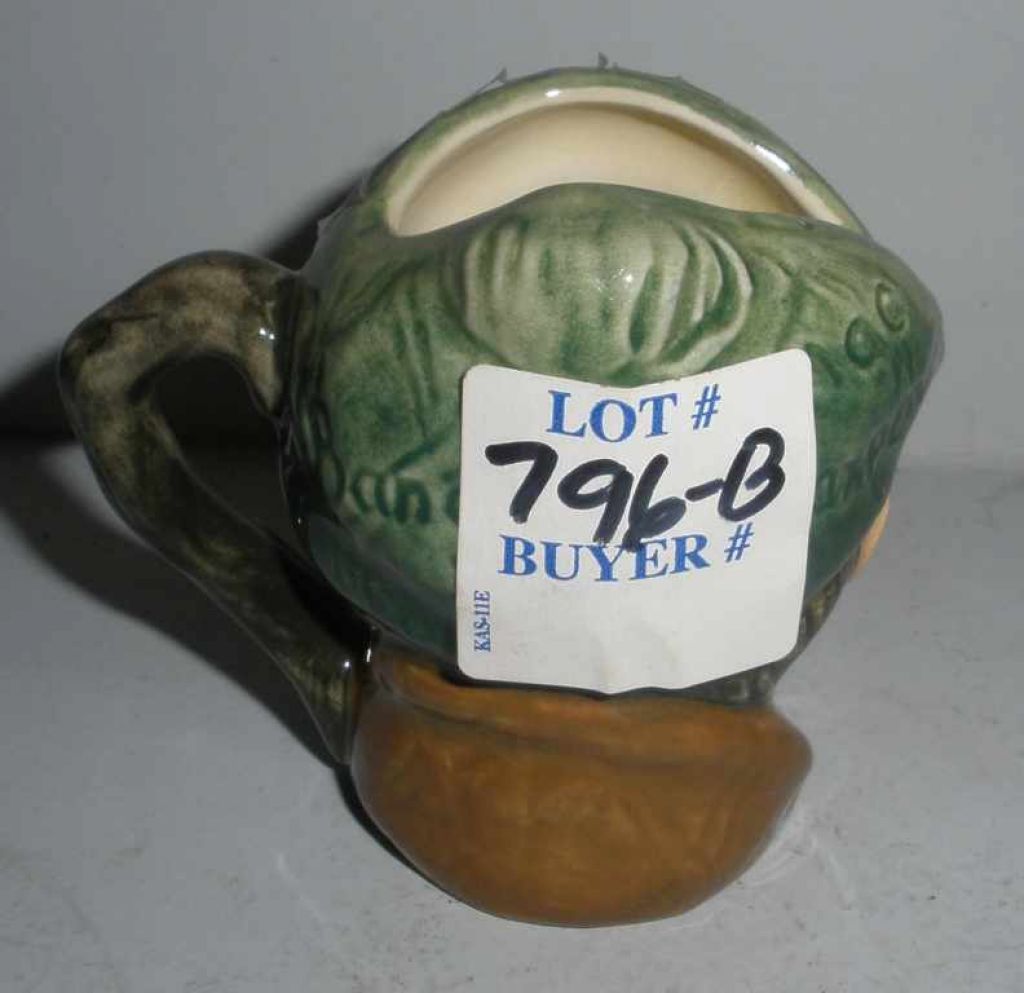 LOT #
796-B
BUYER #
KAS-11E